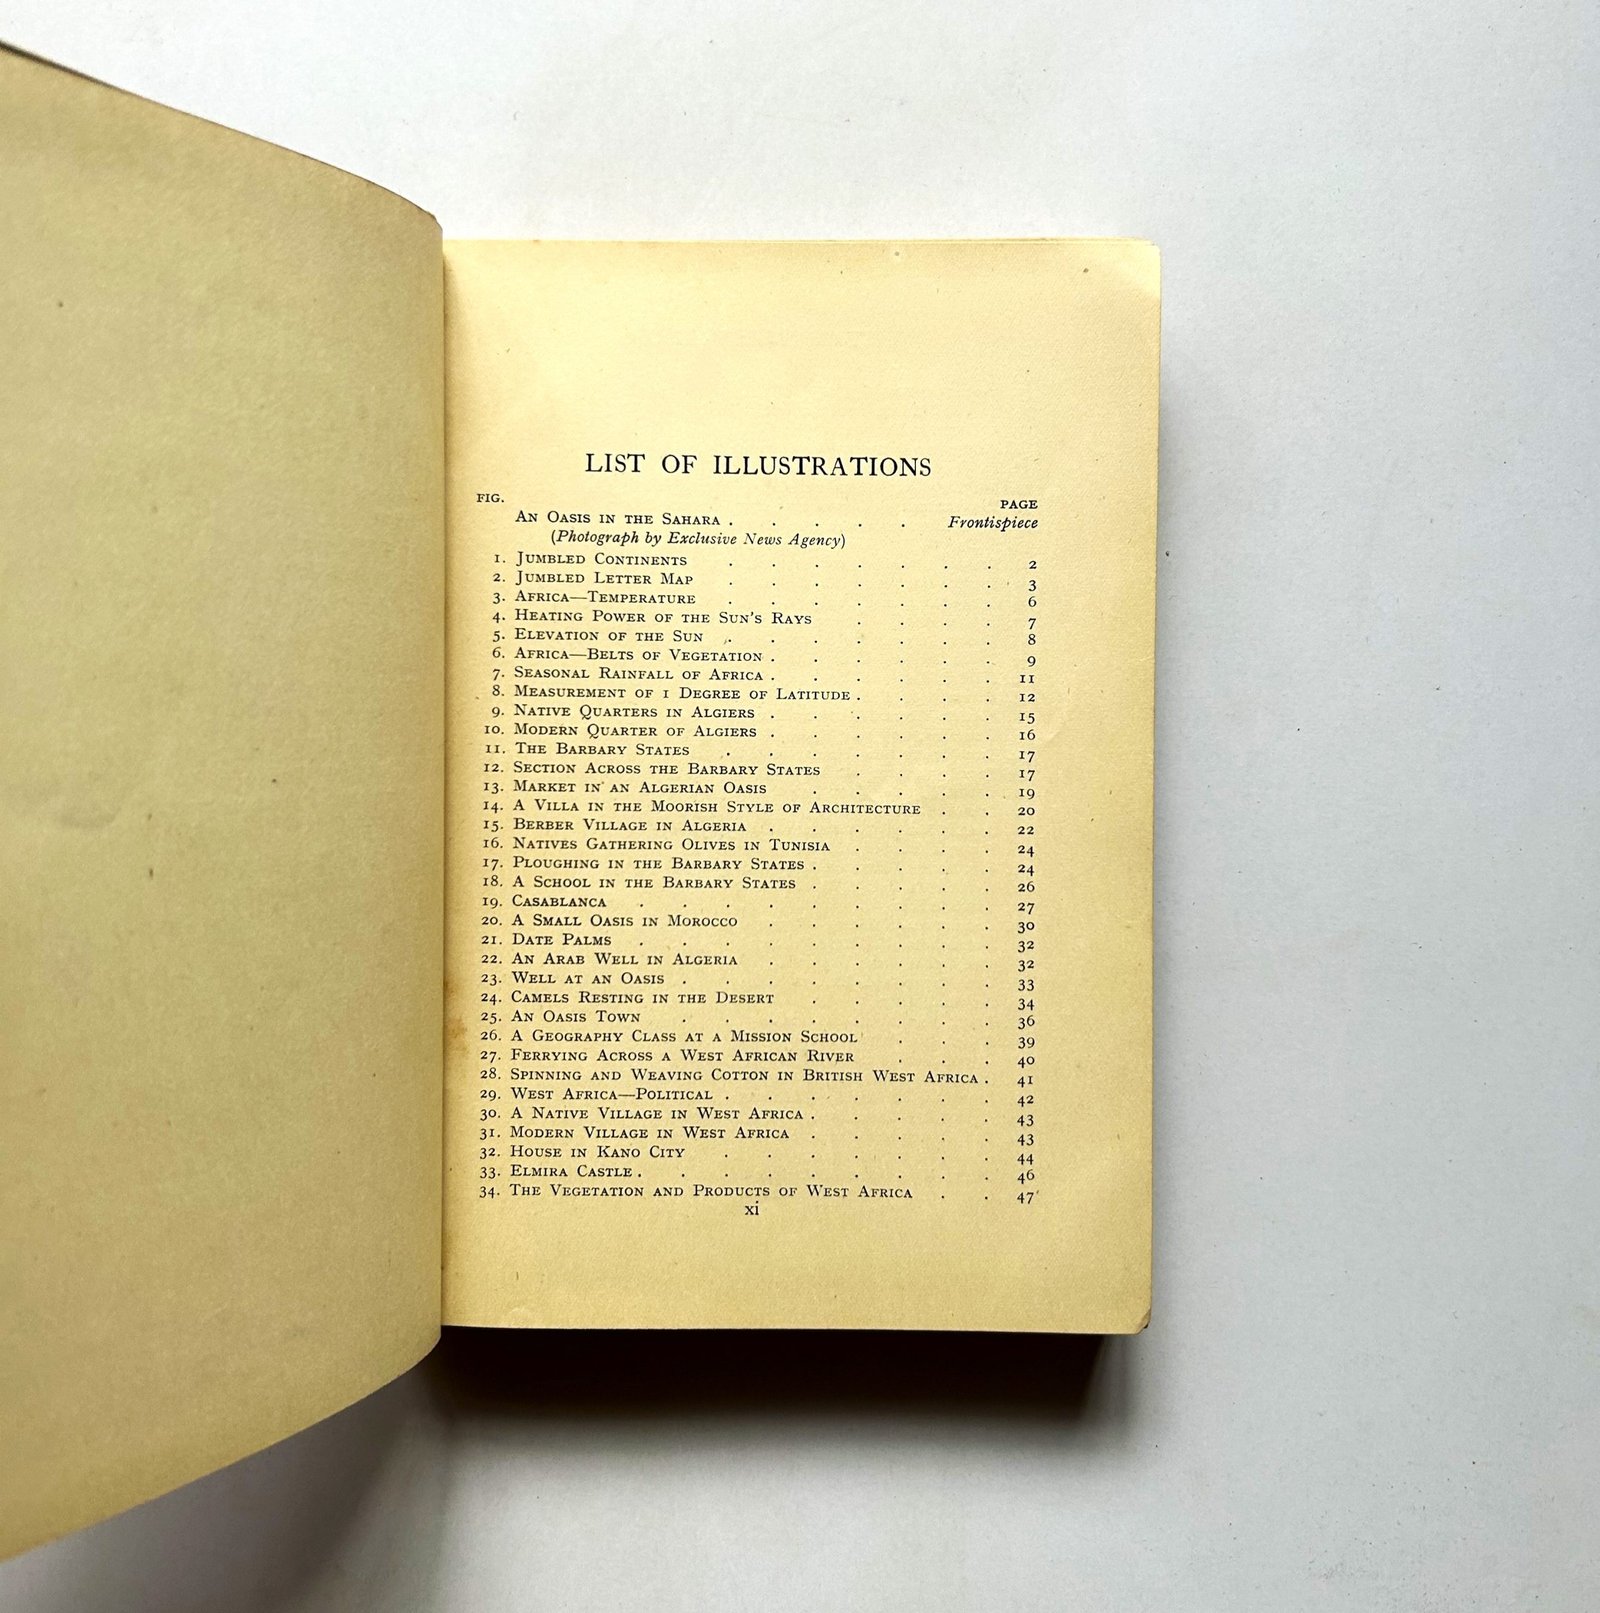 LIST OF ILLUSTRATIONS
FIG. PAGE
An Oasis in the Sahara . . . . . Frontispiece
(Photograph by Exclusive News Agency)
1. Jumbled Continents . . . . . . . 2
2. Jumbled Letter Map . . . . . . . 3
3. Africa—Temperature . . . . . . . 6
4. Heating Power of the Sun's Rays . . . . 7
5. Elevation of the Sun . . . . . . . 8
6. Africa—Belts of Vegetation . . . . . . 9
7. Seasonal Rainfall of Africa . . . . . . 11
8. Measurement of 1 Degree of Latitude . . . . 12
9. Native Quarters in Algiers . . . . . . 15
10. Modern Quarter of Algiers . . . . . . 16
11. The Barbary States . . . . . . . 17
12. Section Across the Barbary States . . . . 17
13. Market in an Algerian Oasis . . . . . 19
14. A Villa in the Moorish Style of Architecture . . 20
15. Berber Village in Algeria . . . . . . 22
16. Natives Gathering Olives in Tunisia . . . . 24
17. Ploughing in the Barbary States . . . . . 24
18. A School in the Barbary States . . . . . 26
19. Casablanca . . . . . . . . . 27
20. A Small Oasis in Morocco . . . . . . 30
21. Date Palms . . . . . . . . . 32
22. An Arab Well in Algeria . . . . . . 32
23. Well at an Oasis . . . . . . . . 33
24. Camels Resting in the Desert . . . . . 34
25. An Oasis Town . . . . . . . . 36
26. A Geography Class at a Mission School . . . 39
27. Ferrying Across a West African River . . . 40
28. Spinning and Weaving Cotton in British West Africa . 41
29. West Africa—Political . . . . . . . 42
30. A Native Village in West Africa . . . . . 43
31. Modern Village in West Africa . . . . . 43
32. House in Kano City . . . . . . . 44
33. Elmira Castle . . . . . . . . . 46
34. The Vegetation and Products of West Africa . . 47
xi